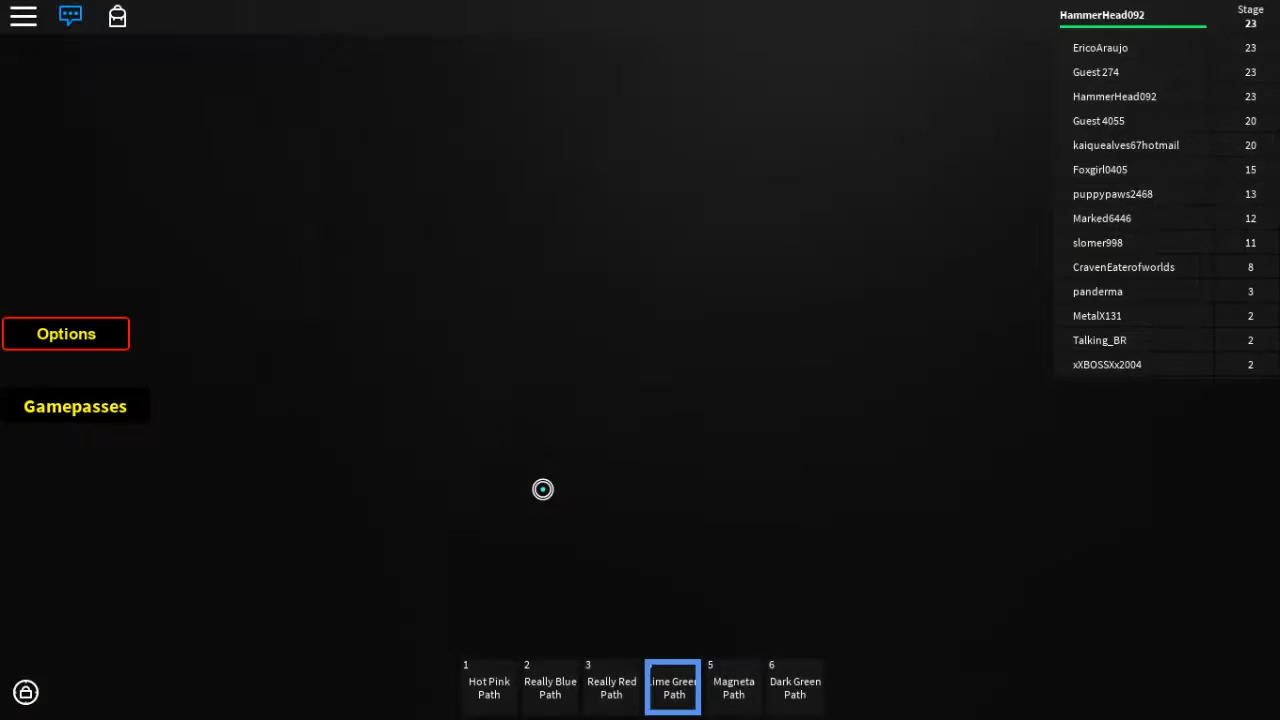 HammerHead092 Stage
23
EricoAraujo 23
Guest 274 23
HammerHead092 23
Guest 4055 20
kaiquealves67hotmail 20
Foxgirl0405 15
puppypaws2468 13
Marked6446 12
slomer998 11
CravenEaterofworlds 8
panderma 3
MetalX131 2
Talking_BR 2
xXBOSSXx2004 2
Options
Gamepasses
1 2 3 5 6
Hot Pink Really Blue Really Red ime Green Magneta Dark Green
Path Path Path Path Path Path